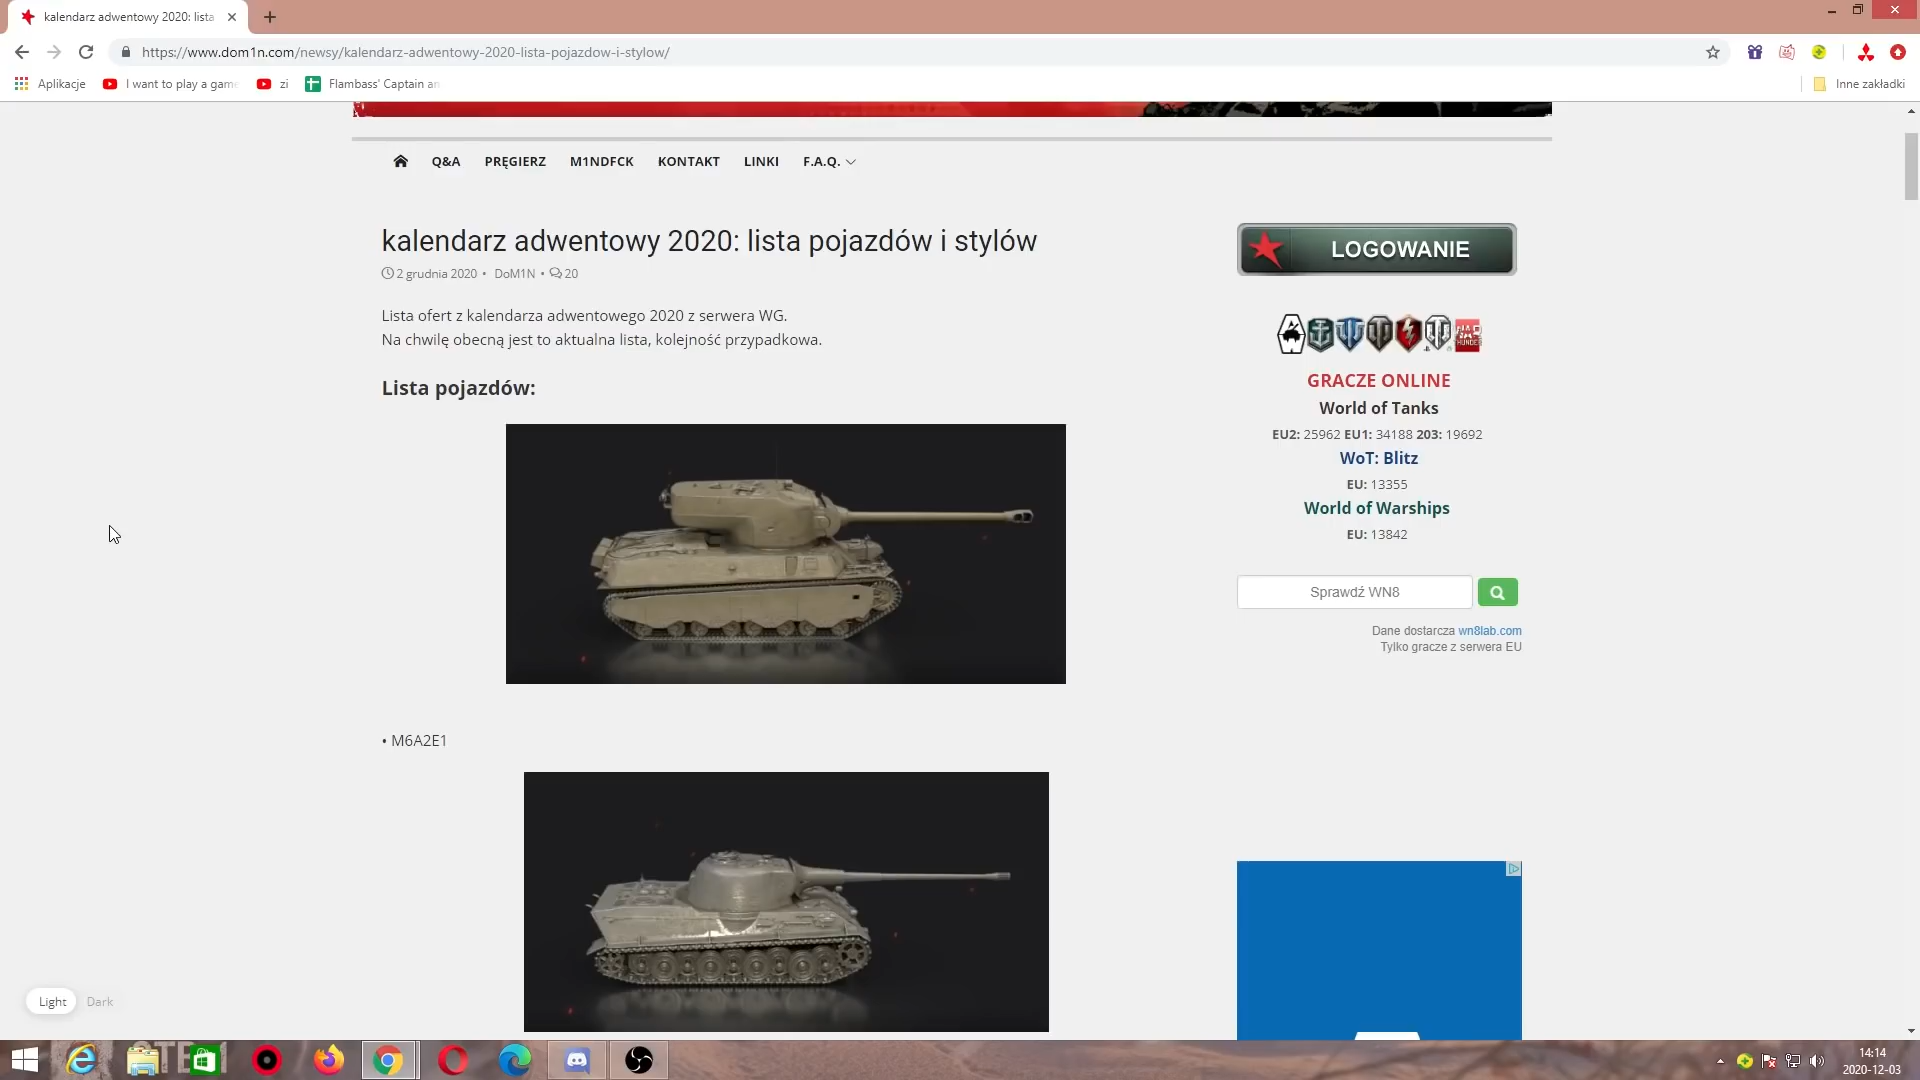 kalendarz adwentowy 2020: lista
https://www.dom1n.com/newsy/kalendarz-adwentowy-2020-lista-pojazdow-i-stylow/
Aplikacje
I want to play a game
zi
Flambass' Captain an
Inne zakładki
Q&A
PRĘGIERZ
M1NDFCK
KONTAKT
LINKI
F.A.Q.
kalendarz adwentowy 2020: lista pojazdów i stylów
2 grudnia 2020 • DoM1N • 20
Lista ofert z kalendarza adwentowego 2020 z serwera WG.
Na chwilę obecną jest to aktualna lista, kolejność przypadkowa.
Lista pojazdów:
• M6A2E1
LOGOWANIE
GRACZE ONLINE
World of Tanks
EU2: 25962 EU1: 34188 203: 19692
WoT: Blitz
EU: 13355
World of Warships
EU: 13842
Sprawdź WN8
Dane dostarcza wn8lab.com
Tylko gracze z serwera EU
Light
Dark
14:14
2020-12-03